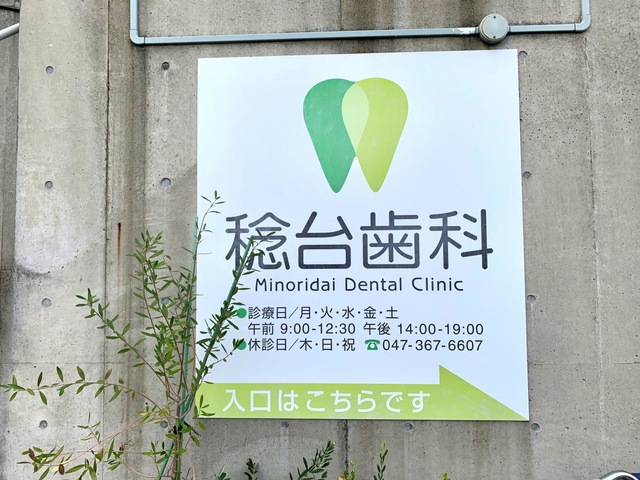 稔台歯科
Minoridai Dental Clinic
●診療日／月・火・水・金・土
午前 9:00-12:30 午後 14:00-19:00
●休診日／木・日・祝 ☎047-367-6607
入口はこちらです